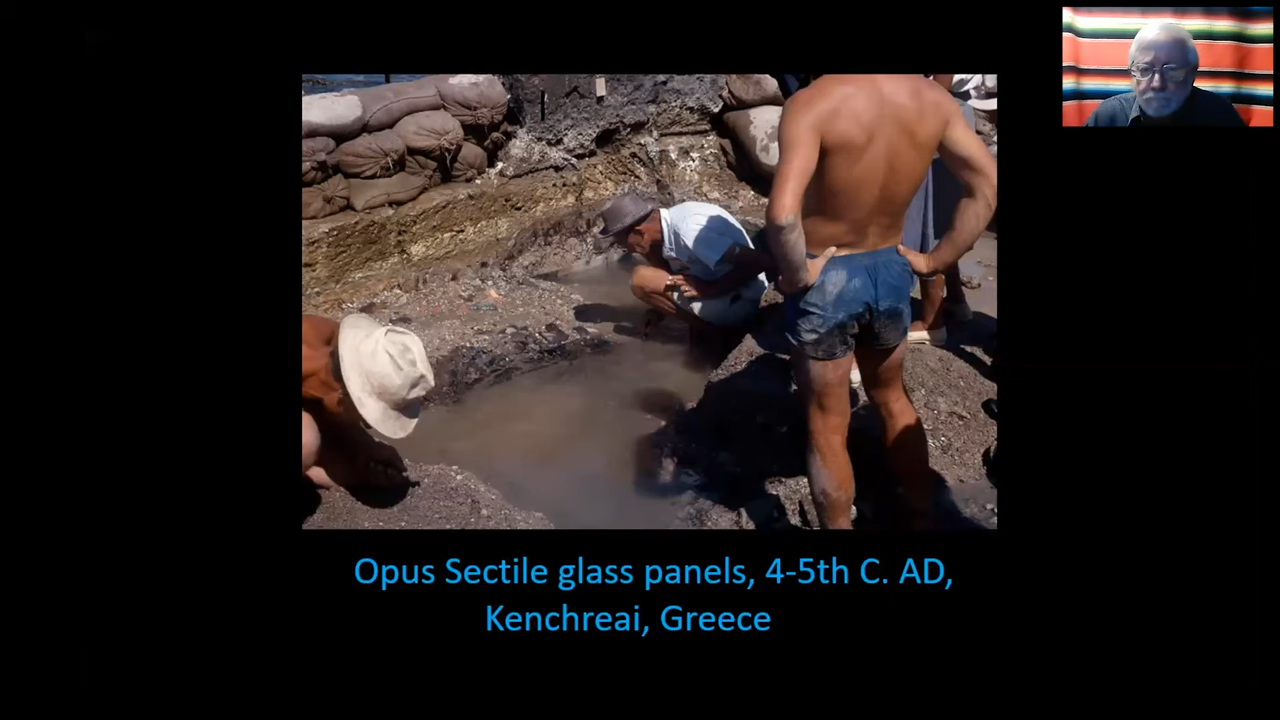 Opus Sectile glass panels, 4-5th C. AD,
Kenchreai, Greece